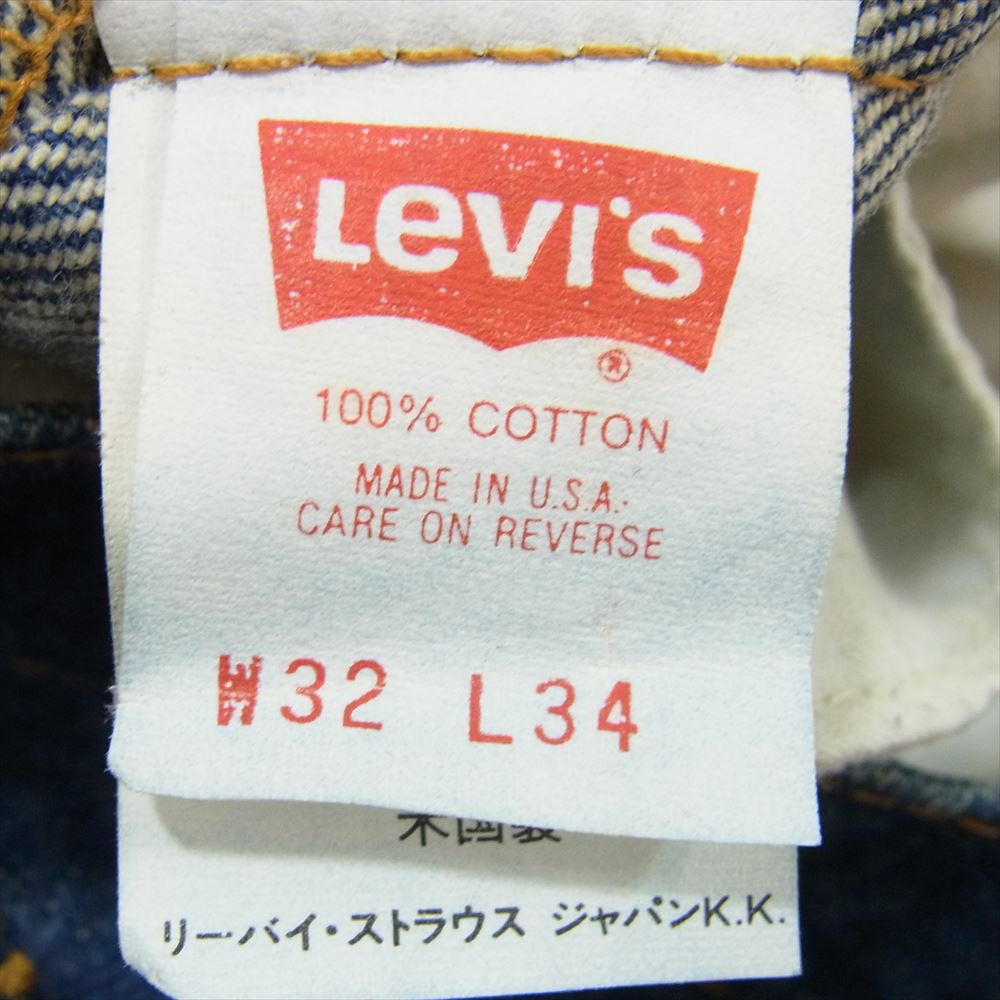 LEVI'S
®
100% COTTON
MADE IN U.S.A.
CARE ON REVERSE
W32 L34
米国製
リーバイ・ストラウス ジャパンK.K.